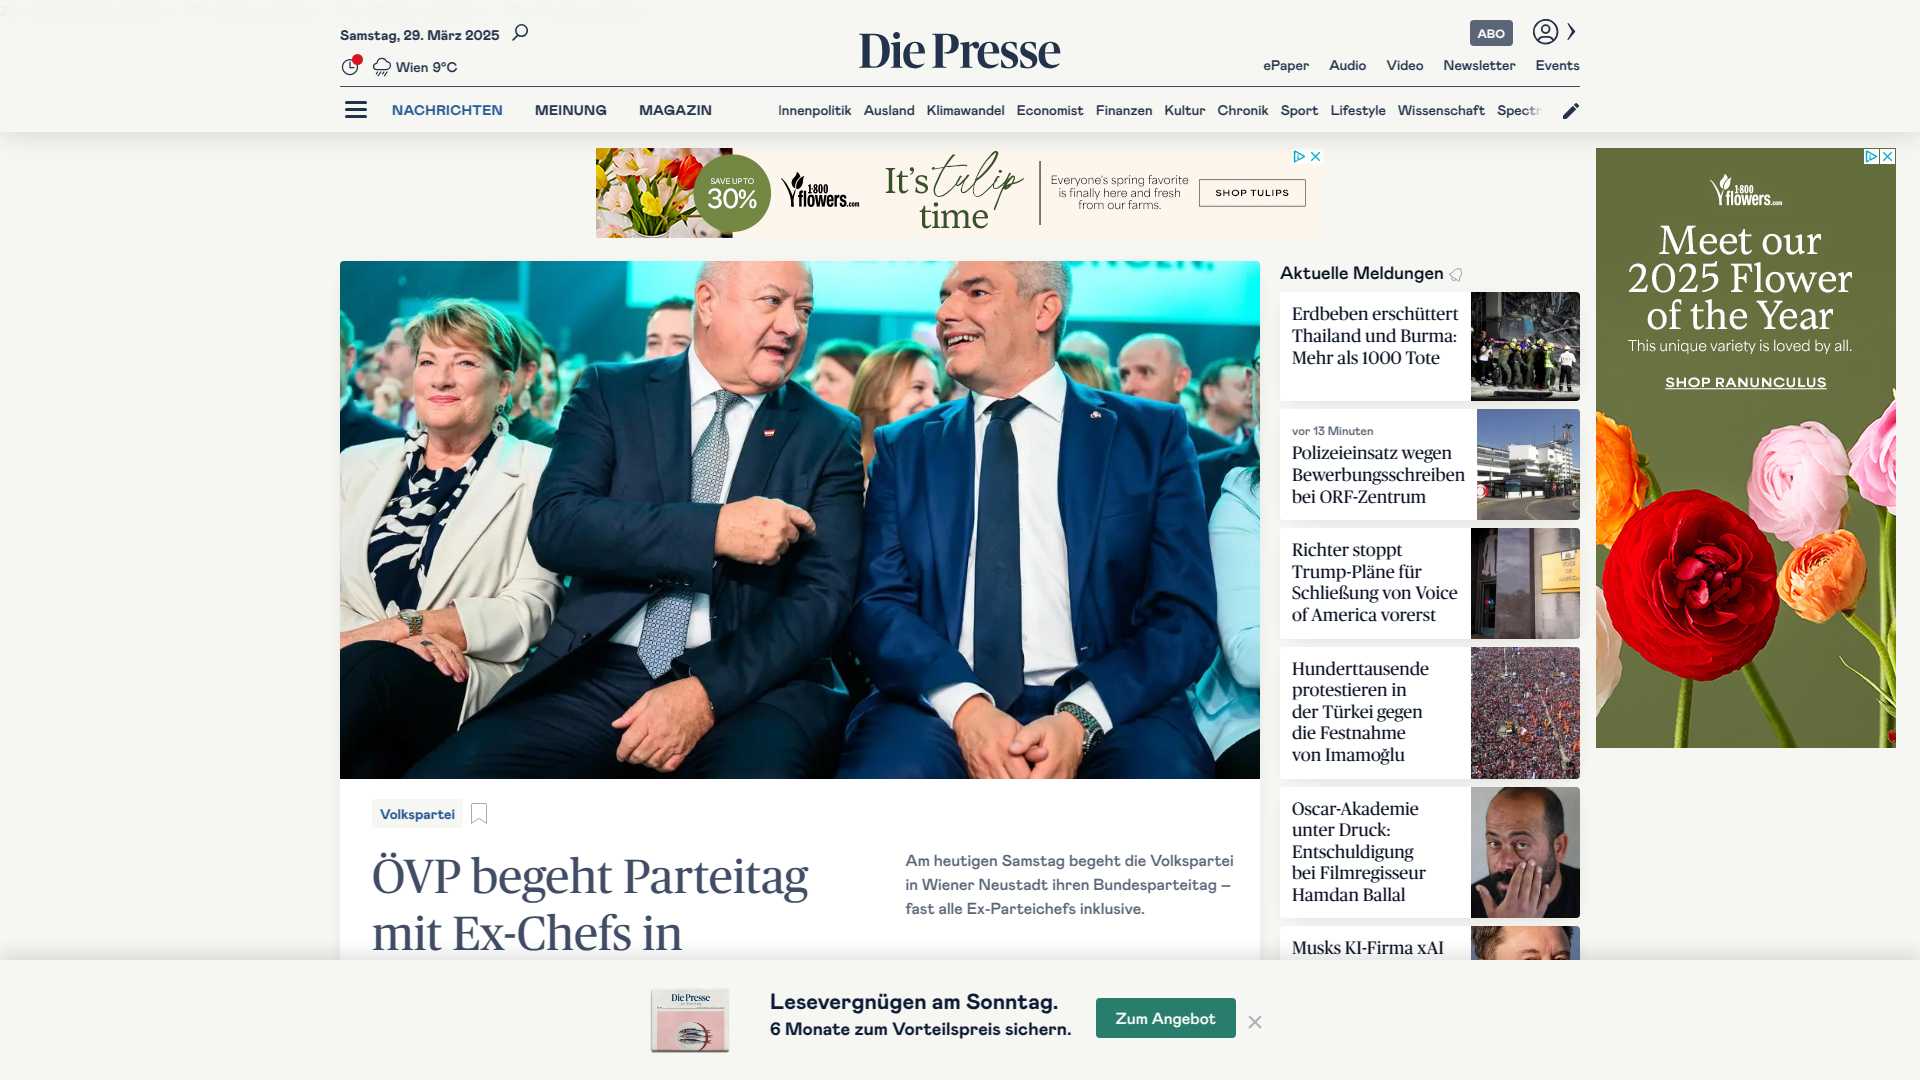 Samstag, 29. März 2025
Wien 9°C
Die Presse
ABO
ePaper Audio Video Newsletter Events
NACHRICHTEN MEINUNG MAGAZIN
Innenpolitik Ausland Klimawandel Economist Finanzen Kultur Chronik Sport Lifestyle Wissenschaft Spectr
SAVE UP TO
30%
1-800
flowers.com
It's tulip
time
Everyone's spring favorite
is finally here and fresh
from our farms.
SHOP TULIPS
1-800
flowers.com
Meet our
2025 Flower
of the Year
This unique variety is loved by all.
SHOP RANUNCULUS
Volkspartei
ÖVP begeht Parteitag
mit Ex-Chefs in
Am heutigen Samstag begeht die Volkspartei
in Wiener Neustadt ihren Bundesparteitag –
fast alle Ex-Parteichefs inklusive.
Aktuelle Meldungen
Erdbeben erschüttert
Thailand und Burma:
Mehr als 1000 Tote
vor 13 Minuten
Polizeieinsatz wegen
Bewerbungsschreiben
bei ORF-Zentrum
Richter stoppt
Trump-Pläne für
Schließung von Voice
of America vorerst
Hunderttausende
protestieren in
der Türkei gegen
die Festnahme
von Imamoğlu
Oscar-Akademie
unter Druck:
Entschuldigung
bei Filmregisseur
Hamdan Ballal
Musks KI-Firma xAI
Die Presse
Lesevergnügen am Sonntag.
6 Monate zum Vorteilspreis sichern.
Zum Angebot